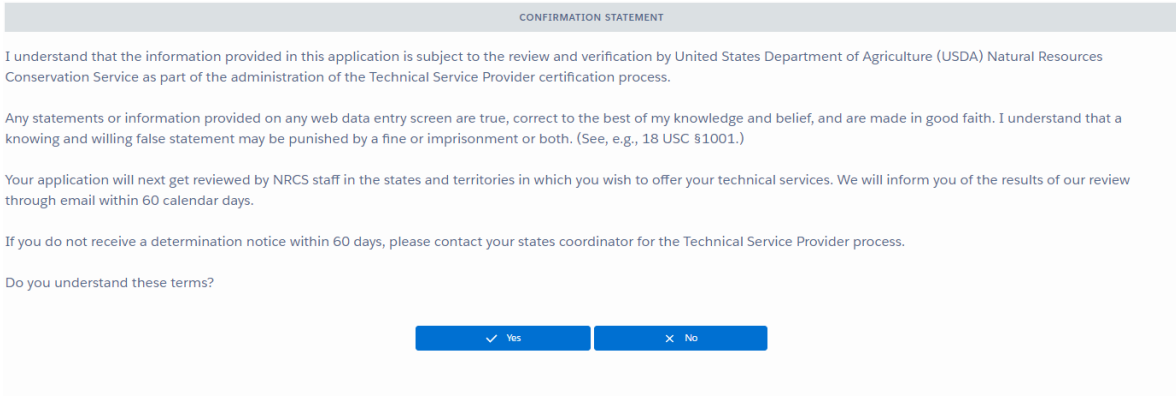 CONFIRMATION STATEMENT
I understand that the information provided in this application is subject to the review and verification by United States Department of Agriculture (USDA) Natural Resources
Conservation Service as part of the administration of the Technical Service Provider certification process.
Any statements or information provided on any web data entry screen are true, correct to the best of my knowledge and belief, and are made in good faith. I understand that a
knowing and willing false statement may be punished by a fine or imprisonment or both. (See, e.g., 18 USC §1001.)
Your application will next get reviewed by NRCS staff in the states and territories in which you wish to offer your technical services. We will inform you of the results of our review
through email within 60 calendar days.
If you do not receive a determination notice within 60 days, please contact your states coordinator for the Technical Service Provider process.
Do you understand these terms?
Yes No